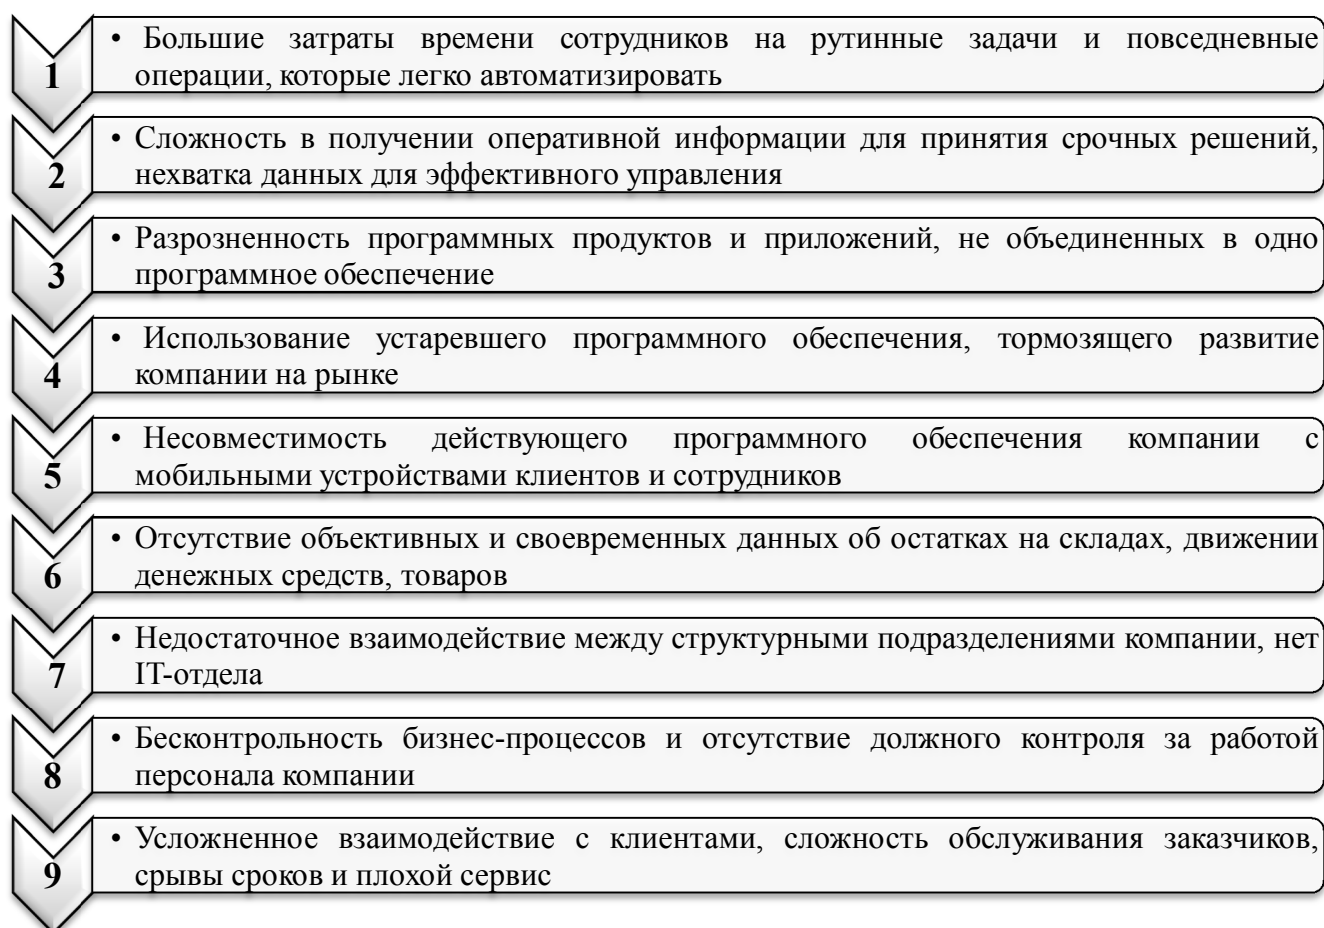 1
• Большие затраты времени сотрудников на рутинные задачи и повседневные
операции, которые легко автоматизировать
2
• Сложность в получении оперативной информации для принятия срочных решений,
нехватка данных для эффективного управления
3
• Разрозненность программных продуктов и приложений, не объединенных в одно
программное обеспечение
4
• Использование устаревшего программного обеспечения, тормозящего развитие
компании на рынке
5
• Несовместимость действующего программного обеспечения компании с
мобильными устройствами клиентов и сотрудников
6
• Отсутствие объективных и своевременных данных об остатках на складах, движении
денежных средств, товаров
7
• Недостаточное взаимодействие между структурными подразделениями компании, нет
IT-отдела
8
• Бесконтрольность бизнес-процессов и отсутствие должного контроля за работой
персонала компании
9
• Усложненное взаимодействие с клиентами, сложность обслуживания заказчиков,
срывы сроков и плохой сервис